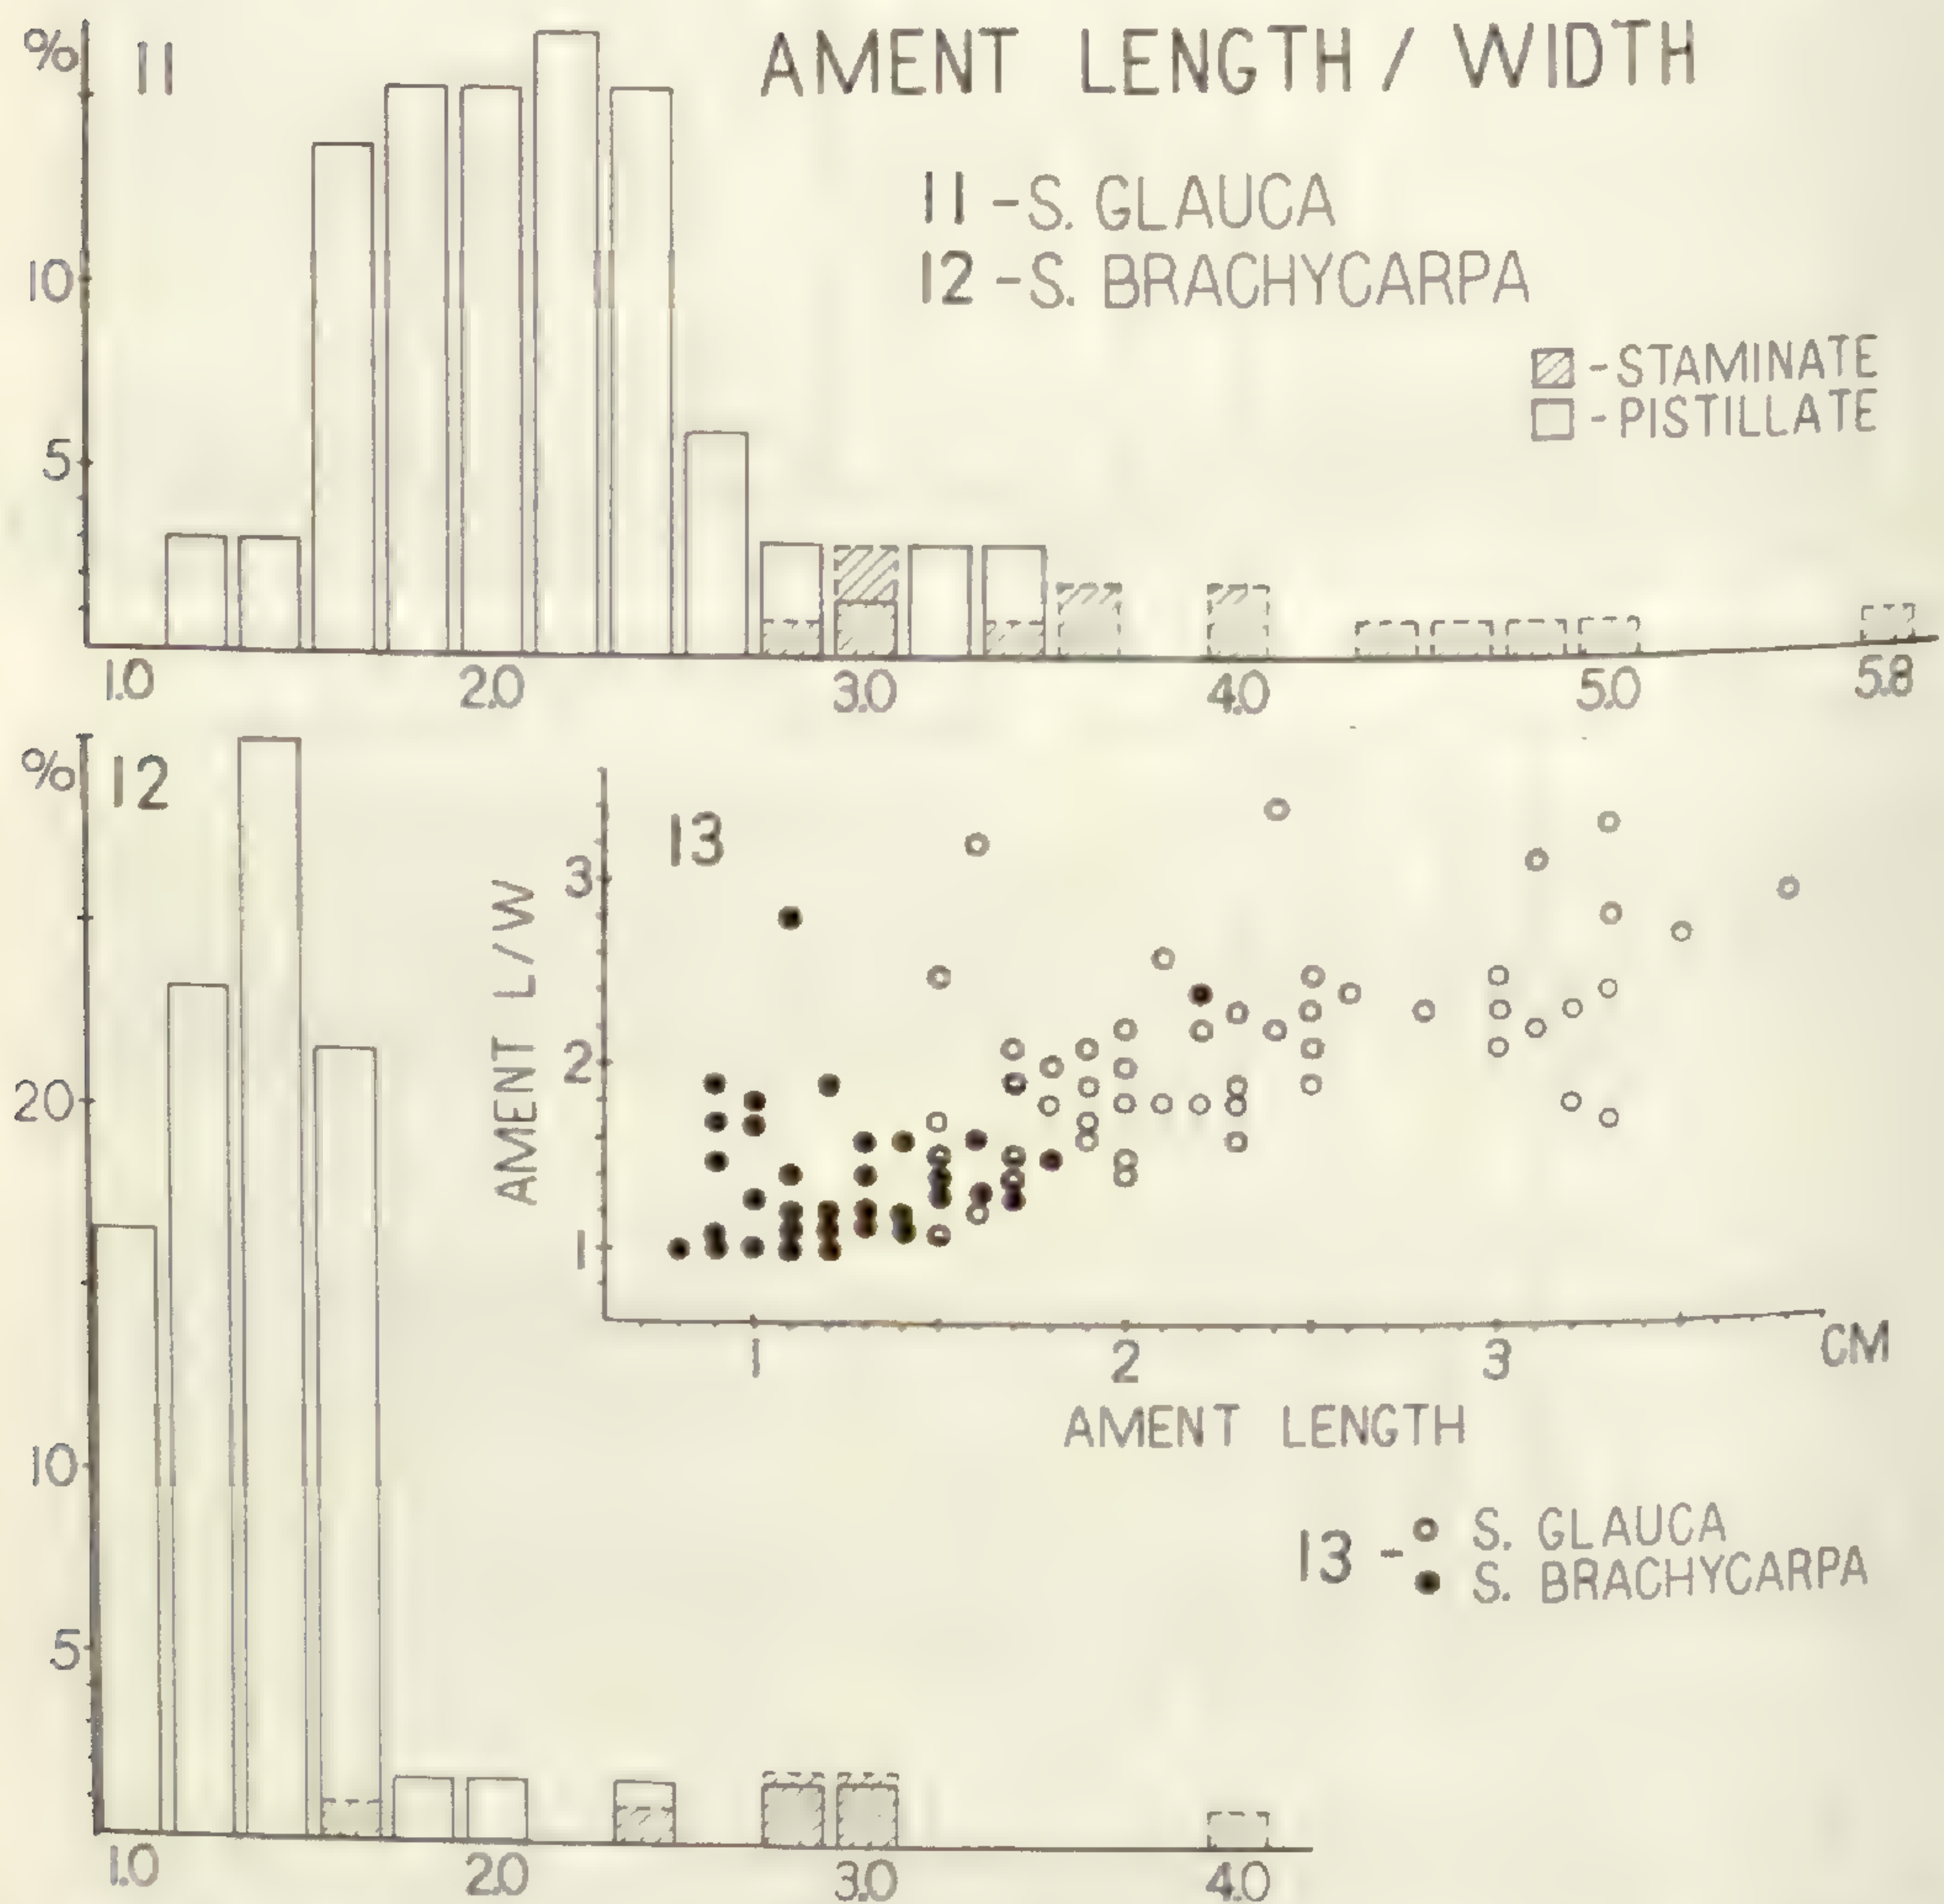 %
11
AMENT LENGTH / WIDTH
11 - S. GLAUCA
12 - S. BRACHYCARPA
- STAMINATE
- PISTILLATE
10
5
1.0 2.0 3.0 4.0 5.0 5.8
%
12
20
10
5
1.0 2.0 3.0 4.0
13
AMENT L/W
3
2
1
1 2 3 CM
AMENT LENGTH
13 - S. GLAUCA
S. BRACHYCARPA